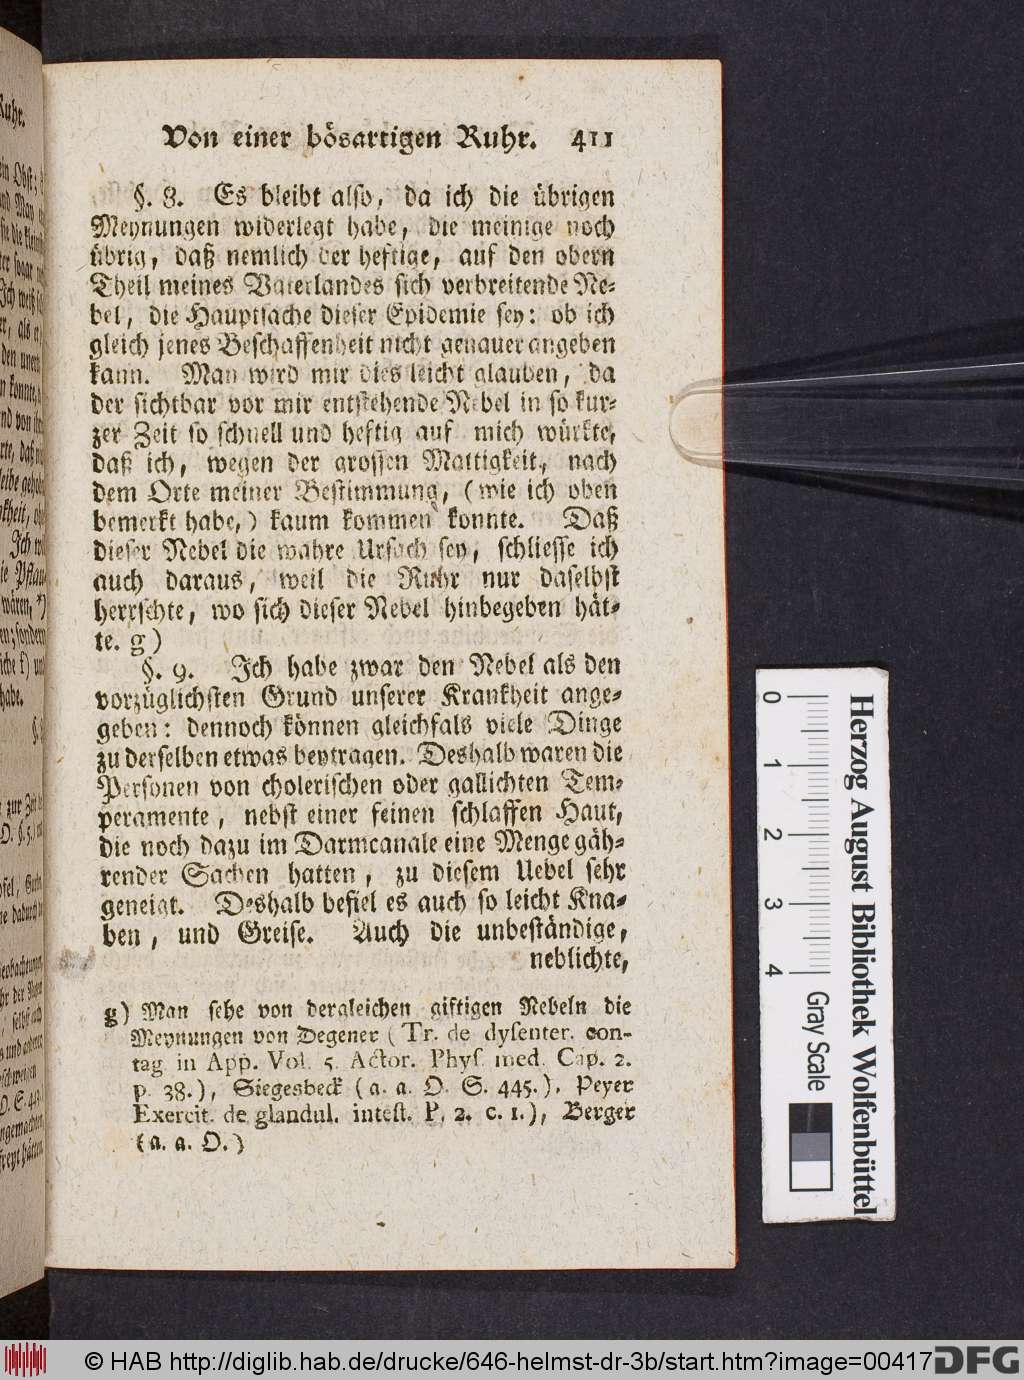 Von einer bösartigen Ruhr. 411
§. 8. Es bleibt also, da ich die übrigen
Meynungen widerlegt habe, die meinige noch
übrig, daß nemlich der heftige, auf den obern
Theil meines Vaterlandes sich verbreitende Ne-
bel, die Hauptsache dieser Epidemie sey: ob ich
gleich jenes Beschaffenheit nicht genauer angeben
kann. Man wird mir dies leicht glauben, da
der sichtbar vor mir entstehende Nebel in so kur-
zer Zeit so schnell und heftig auf mich würkte,
daß ich, wegen der grossen Mattigkeit, nach
dem Orte meiner Bestimmung, (wie ich oben
bemerkt habe,) kaum kommen konnte. Daß
dieser Nebel die wahre Ursach sey, schliesse ich
auch daraus, weil die Ruhr nur daselbst
herrschte, wo sich dieser Nebel hinbegeben hät-
te. g)
§. 9. Ich habe zwar den Nebel als den
vorzüglichsten Grund unserer Krankheit ange-
geben: dennoch können gleichfals viele Dinge
zu derselben etwas beytragen. Deshalb waren die
Personen von cholerischen oder gallichten Tem-
peramente, nebst einer feinen schlaffen Haut,
die noch dazu im Darmcanale eine Menge gäh-
render Sachen hatten, zu diesem Uebel sehr
geneigt. Deshalb befiel es auch so leicht Kna-
ben, und Greise. Auch die unbeständige,
neblichte,
g) Man sehe von dergleichen giftigen Nebeln die
Meynungen von Degener (Tr. de dysenter. con-
tag. in App. Vol. 5. Actor. Phys. med. Cap. 2.
p. 38.), Siegesbeck (a. a. O. S. 445.), Peyer
Exercit. de glandul. intest. P. 2. c. 1.), Berger
(a. a. O.)
0 1 2 3 4
Herzog August Bibliothek Wolfenbüttel
Gray Scale
© HAB http://diglib.hab.de/drucke/646-helmst-dr-3b/start.htm?image=00417
DFG